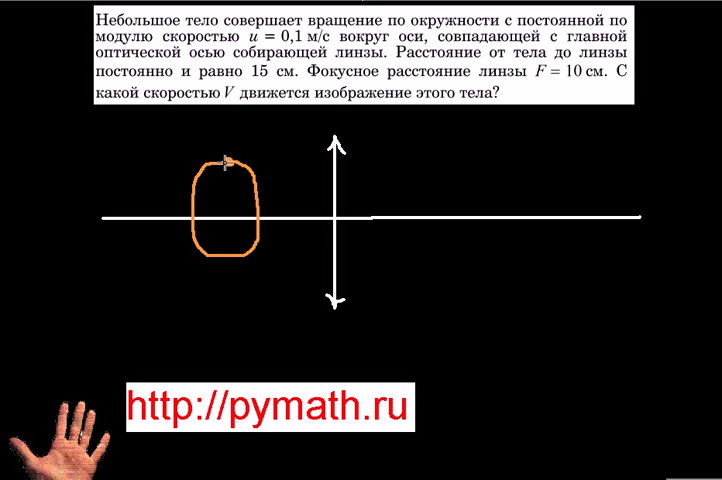 Небольшое тело совершает вращение по окружности с постоянной по
модулю скоростью u = 0,1 м/с вокруг оси, совпадающей с главной
оптической осью собирающей линзы. Расстояние от тела до линзы
постоянно и равно 15 см. Фокусное расстояние линзы F = 10 см. С
какой скоростью V движется изображение этого тела?
http://pymath.ru